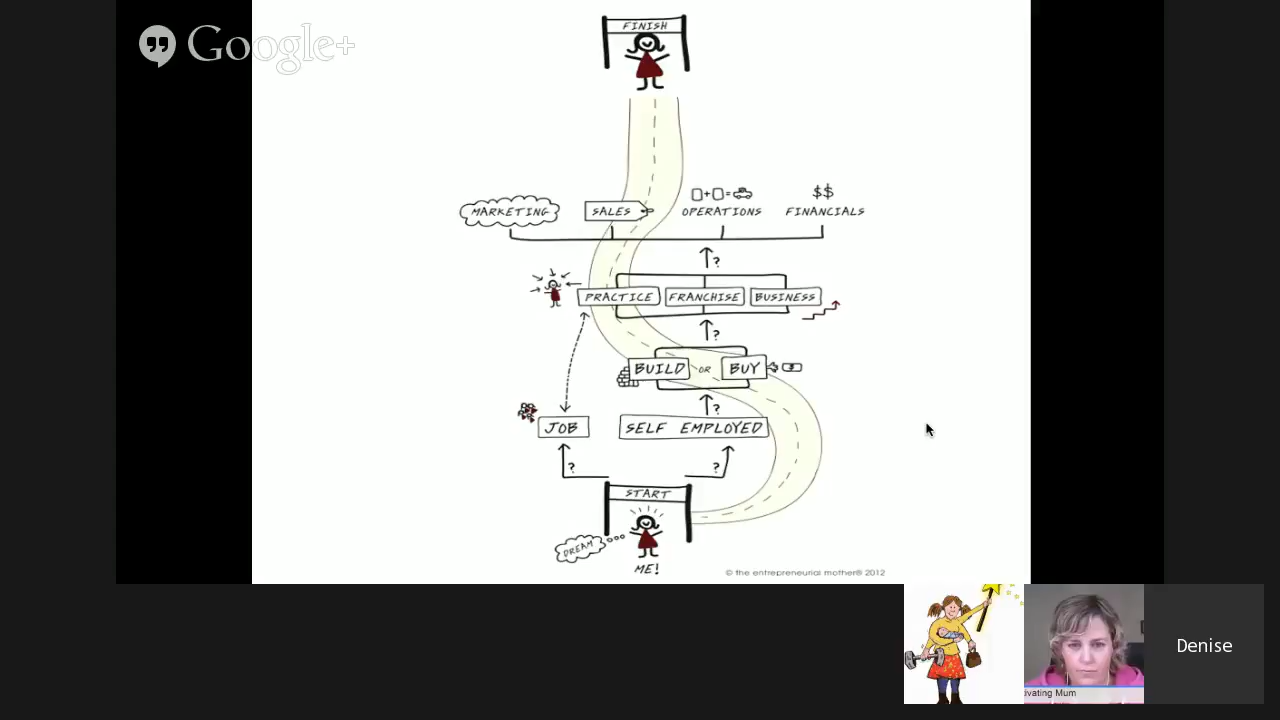 Google+
FINISH
MARKETING
SALES
OPERATIONS
FINANCIALS
$$
?
PRACTICE
FRANCHISE
BUSINESS
?
BUILD OR BUY
?
JOB
SELF EMPLOYED
?
?
START
DREAM
ME!
© the entrepreneurial mother® 2012
ivating Mum
Denise